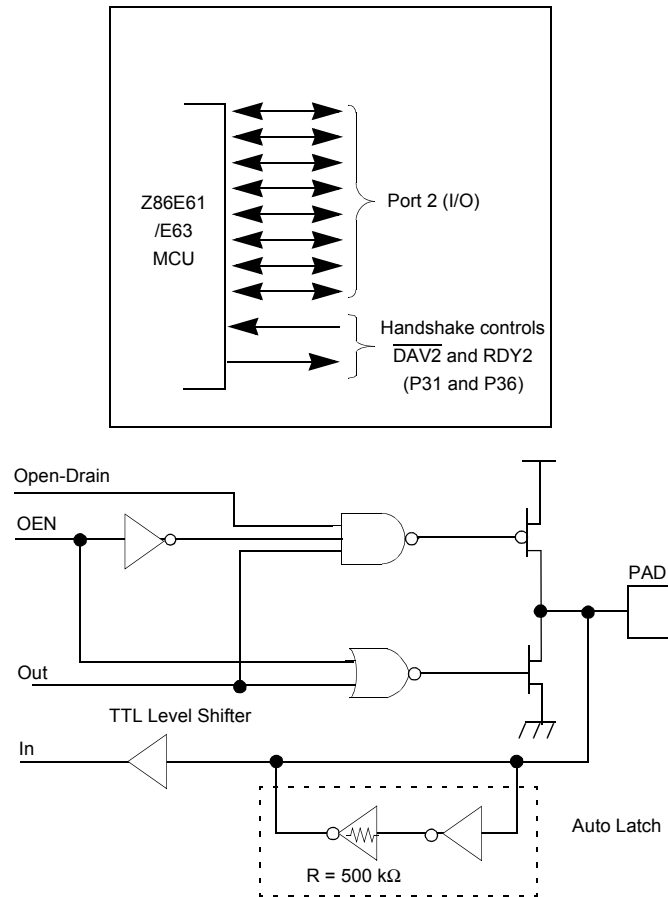 Z86E61
/E63
MCU
Port 2 (I/O)
Handshake controls
DAV2 and RDY2
(P31 and P36)
Open-Drain
OEN
PAD
Out
TTL Level Shifter
In
Auto Latch
R = 500 kΩ